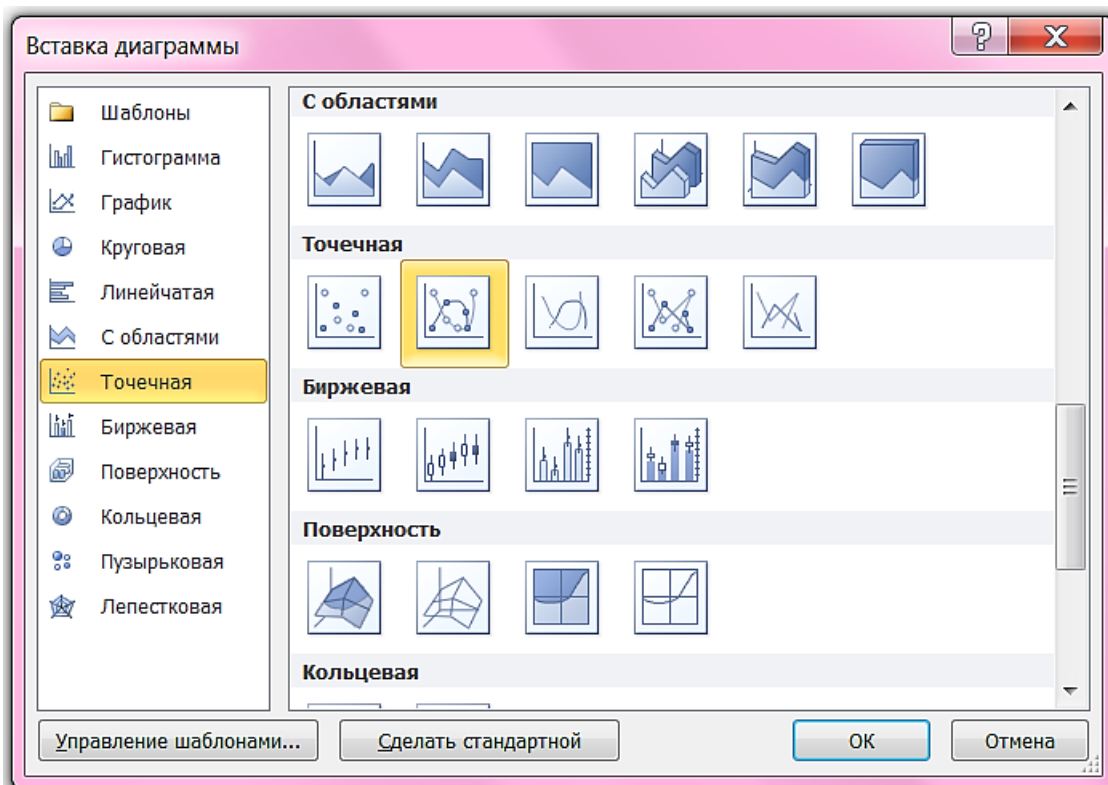 Вставка диаграммы
Шаблоны
Гистограмма
График
Круговая
Линейчатая
С областями
Точечная
Биржевая
Поверхность
Кольцевая
Пузырьковая
Лепестковая
С областями
Точечная
Биржевая
Поверхность
Кольцевая
Управление шаблонами...
Сделать стандартной
ОК
Отмена